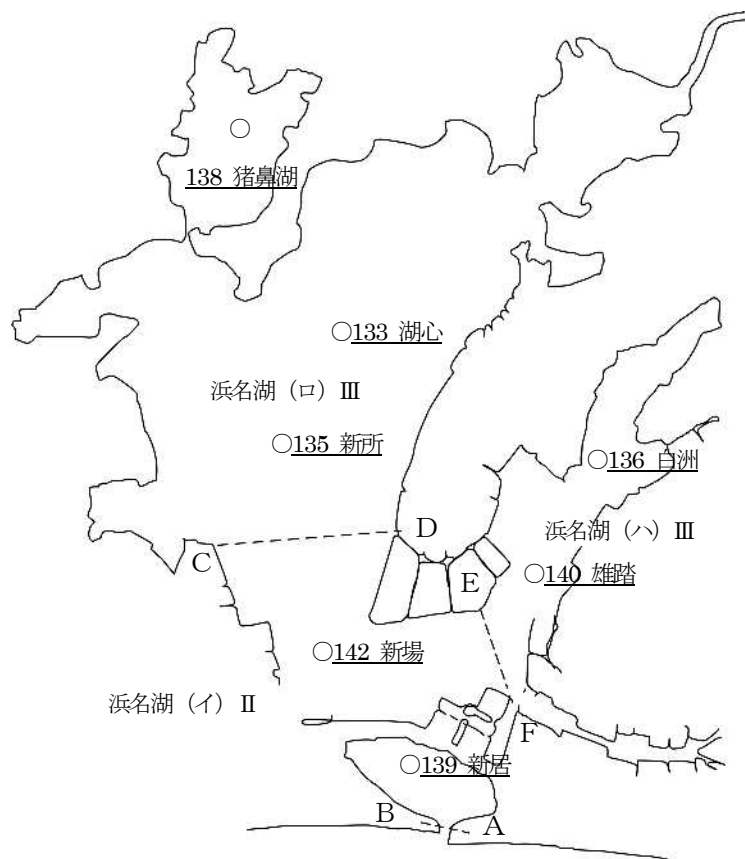 138 猪鼻湖
○133 湖心
浜名湖（ロ）Ⅲ
○135 新所
○136 白洲
D
浜名湖（ハ）Ⅲ
C
E
○140 雄踏
○142 新場
浜名湖（イ）Ⅱ
F
○139 新居
B
A